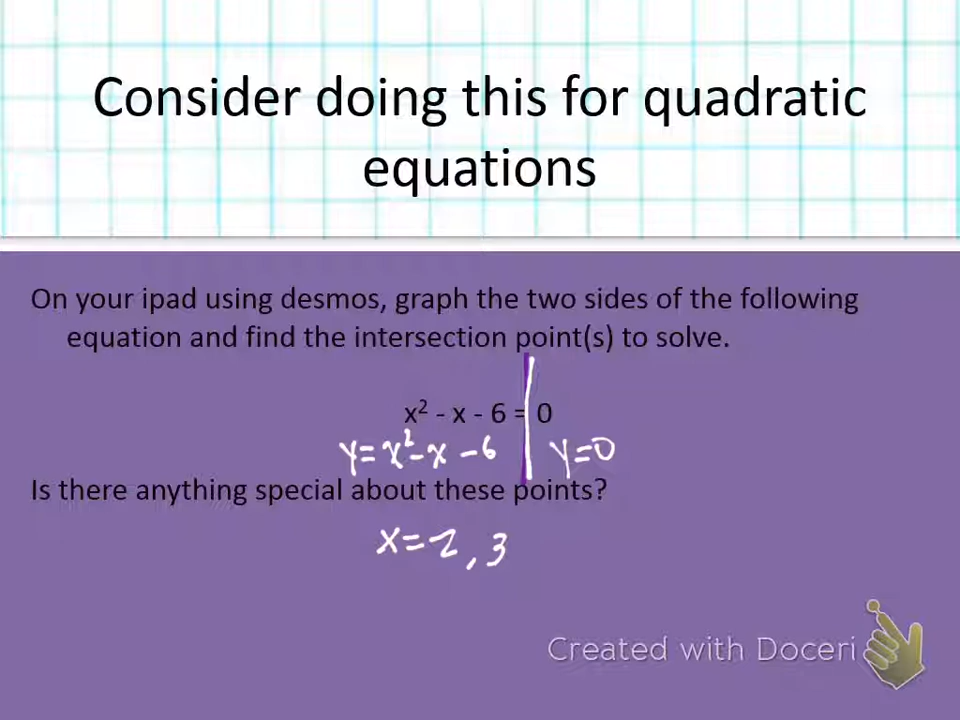 Consider doing this for quadratic
equations
On your ipad using desmos, graph the two sides of the following
equation and find the intersection point(s) to solve.
x² - x - 6 = 0
y=x²-x-6 y=0
Is there anything special about these points?
x=-2, 3
Created with Doceri